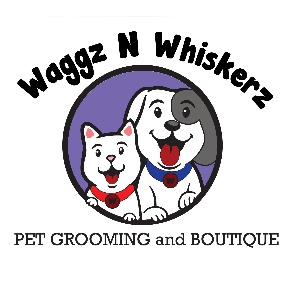 Waggz N Whiskerz
PET GROOMING and BOUTIQUE